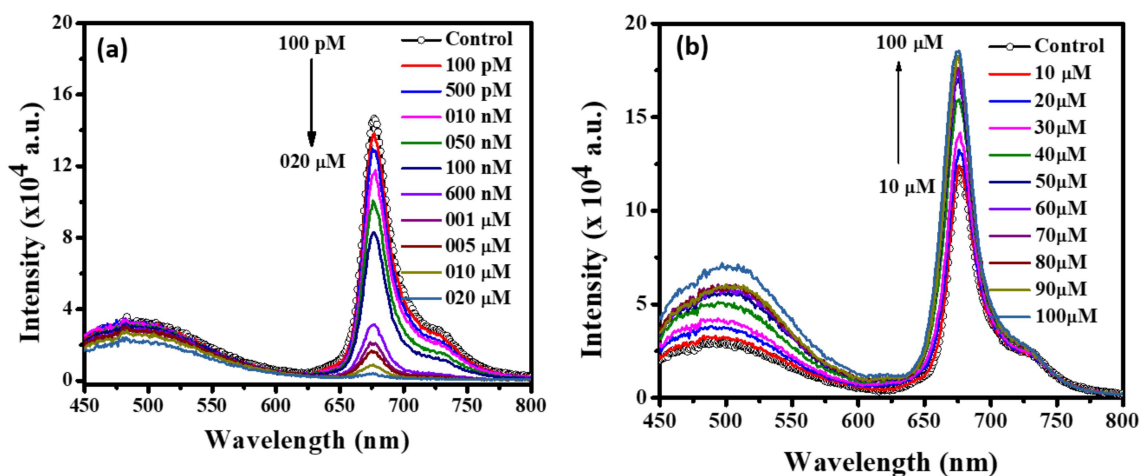 (a)
100 pM
020 μM
Control
100 pM
500 pM
010 nM
050 nM
100 nM
600 nM
001 μM
005 μM
010 μM
020 μM
20
16
12
8
4
0
Intensity (x10⁴ a.u.)
450 500 550 600 650 700 750 800
Wavelength (nm)
(b)
100 μM
10 μM
Control
10 μM
20μM
30μM
40μM
50μM
60μM
70μM
80μM
90μM
100μM
20
15
10
5
0
Intensity (x 10⁴ a.u.)
450 500 550 600 650 700 750 800
Wavelength (nm)